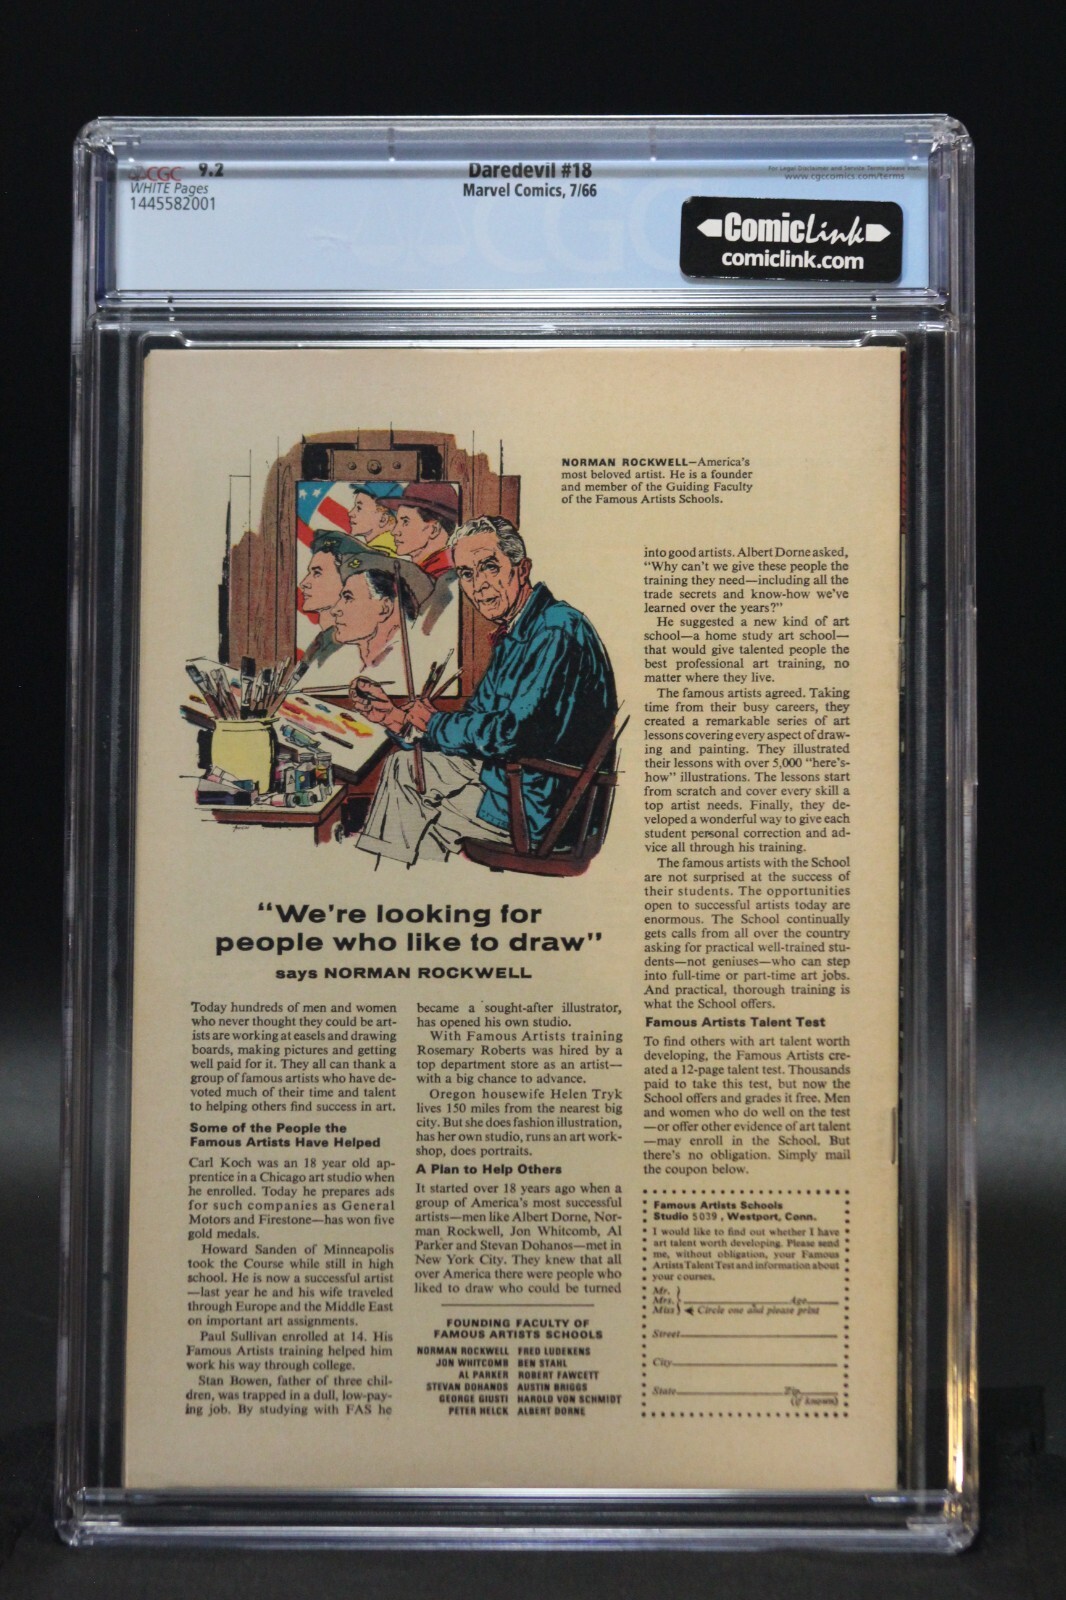 CGC 9.2
WHITE Pages
1445582001
Daredevil #18
Marvel Comics, 7/66
For Legal Disclaimer and Service Terms please visit:
www.cgccomics.com/terms
ComicLink
comiclink.com
NORMAN ROCKWELL—America's
most beloved artist. He is a founder
and member of the Guiding Faculty
of the Famous Artists Schools.
"We're looking for
people who like to draw"
says NORMAN ROCKWELL
Today hundreds of men and women
who never thought they could be art-
ists are working at easels and drawing
boards, making pictures and getting
well paid for it. They all can thank a
group of famous artists who have de-
voted much of their time and talent
to helping others find success in art.
Some of the People the
Famous Artists Have Helped
Carl Koch was an 18 year old ap-
prentice in a Chicago art studio when
he enrolled. Today he prepares ads
for such companies as General
Motors and Firestone—has won five
gold medals.
Howard Sanden of Minneapolis
took the Course while still in high
school. He is now a successful artist
—last year he and his wife traveled
through Europe and the Middle East
on important art assignments.
Paul Sullivan enrolled at 14. His
Famous Artists training helped him
work his way through college.
Stan Bowen, father of three chil-
dren, was trapped in a dull, low-pay-
ing job. By studying with FAS he
became a sought-after illustrator,
has opened his own studio.
With Famous Artists training
Rosemary Roberts was hired by a
top department store as an artist—
with a big chance to advance.
Oregon housewife Helen Tryk
lives 150 miles from the nearest big
city. But she does fashion illustration,
has her own studio, runs an art work-
shop, does portraits.
A Plan to Help Others
It started over 18 years ago when a
group of America's most successful
artists—men like Albert Dorne, Nor-
man Rockwell, Jon Whitcomb, Al
Parker and Stevan Dohanos—met in
New York City. They knew that all
over America there were people who
liked to draw who could be turned
FOUNDING FACULTY OF
FAMOUS ARTISTS SCHOOLS
NORMAN ROCKWELL FRED LUDEKENS
JON WHITCOMB BEN STAHL
AL PARKER ROBERT FAWCETT
STEVAN DOHANOS AUSTIN BRIGGS
GEORGE GIUSTI HAROLD VON SCHMIDT
PETER HELCK ALBERT DORNE
into good artists. Albert Dorne asked,
"Why can't we give these people the
training they need—including all the
trade secrets and know-how we've
learned over the years?"
He suggested a new kind of art
school—a home study art school—
that would give talented people the
best professional art training, no
matter where they live.
The famous artists agreed. Taking
time from their busy careers, they
created a remarkable series of art
lessons covering every aspect of draw-
ing and painting. They illustrated
their lessons with over 5,000 "here's-
how" illustrations. The lessons start
from scratch and cover every skill a
top artist needs. Finally, they de-
veloped a wonderful way to give each
student personal correction and ad-
vice all through his training.
The famous artists with the School
are not surprised at the success of
their students. The opportunities
open to successful artists today are
enormous. The School continually
gets calls from all over the country
asking for practical well-trained stu-
dents—not geniuses—who can step
into full-time or part-time art jobs.
And practical, thorough training is
what the School offers.
Famous Artists Talent Test
To find others with art talent worth
developing, the Famous Artists cre-
ated a 12-page talent test. Thousands
paid to take this test, but now the
School offers and grades it free. Men
and women who do well on the test
—or offer other evidence of art talent
—may enroll in the School. But
there's no obligation. Simply mail
the coupon below.
Famous Artists Schools
Studio 5039, Westport, Conn.
I would like to find out whether I have
art talent worth developing. Please send
me, without obligation, your Famous
Artists Talent Test and information about
your courses.
Mr.
Mrs. Age
Miss Circle one and please print
Street
City
State Zip
(if known)